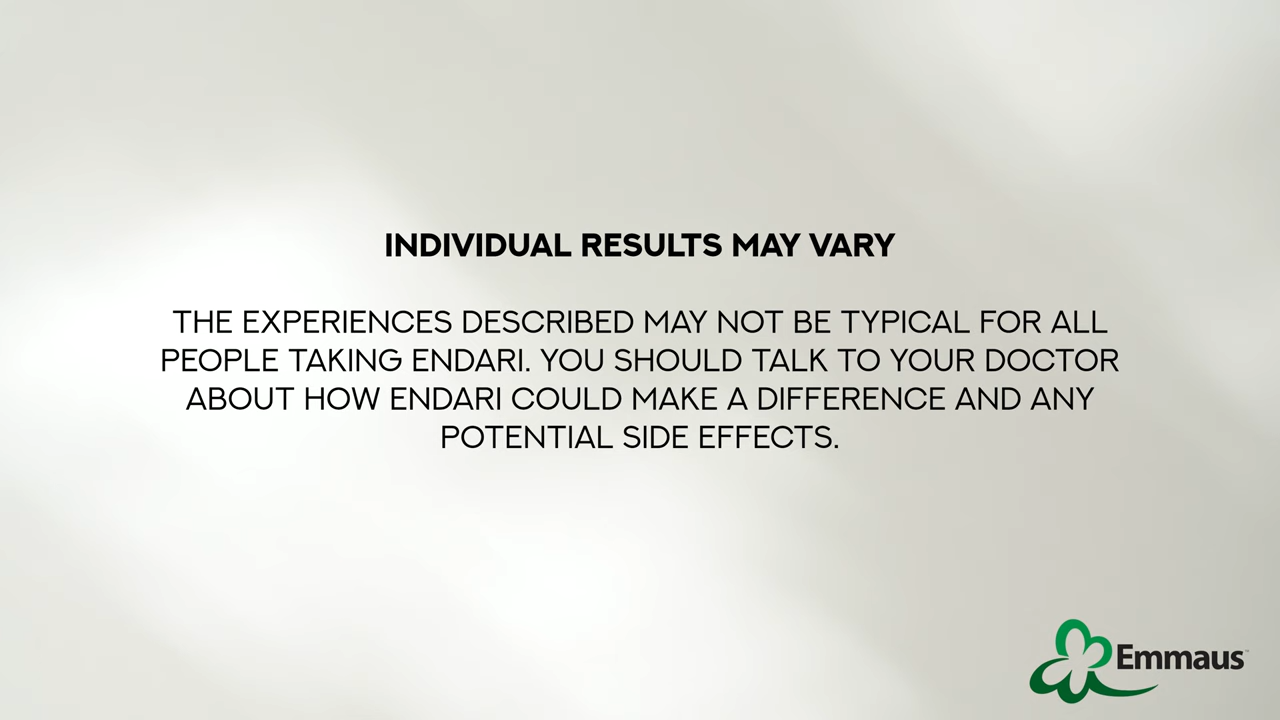 INDIVIDUAL RESULTS MAY VARY
THE EXPERIENCES DESCRIBED MAY NOT BE TYPICAL FOR ALL
PEOPLE TAKING ENDARI. YOU SHOULD TALK TO YOUR DOCTOR
ABOUT HOW ENDARI COULD MAKE A DIFFERENCE AND ANY
POTENTIAL SIDE EFFECTS.
Emmaus™